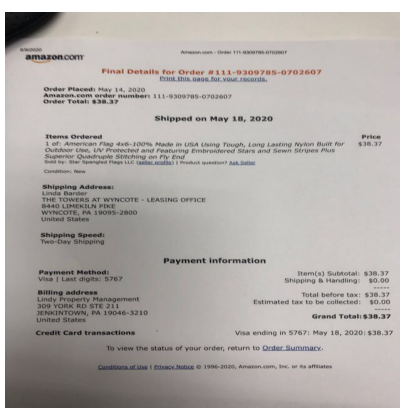 6/9/2020
Amazon.com - Order 111-9309785-0702607
amazon.com
Final Details for Order #111-9309785-0702607
Print this page for your records.
Order Placed: May 14, 2020
Amazon.com order number: 111-9309785-0702607
Order Total: $38.37
Shipped on May 18, 2020
Items Ordered Price
1 of: American Flag 4x6-100% Made in USA Using Tough, Long Lasting Nylon Built for $38.37
Outdoor Use, UV Protected and Featuring Embroidered Stars and Sewn Stripes Plus
Superior Quadruple Stitching on Fly End
Sold by: Star Spangled Flags LLC (seller profile) | Product question? Ask Seller
Condition: New
Shipping Address:
Linda Barder
THE TOWERS AT WYNCOTE - LEASING OFFICE
8440 LIMEKILN PIKE
WYNCOTE, PA 19095-2800
United States
Shipping Speed:
Two-Day Shipping
Payment information
Payment Method:
Visa | Last digits: 5767
Billing address
Lindy Property Management
309 YORK RD STE 211
JENKINTOWN, PA 19046-3210
United States
Item(s) Subtotal: $38.37
Shipping & Handling: $0.00
-----
Total before tax: $38.37
Estimated tax to be collected: $0.00
-----
Grand Total: $38.37
Credit Card transactions Visa ending in 5767: May 18, 2020: $38.37
To view the status of your order, return to Order Summary.
Conditions of Use | Privacy Notice © 1996-2020, Amazon.com, Inc. or its affiliates